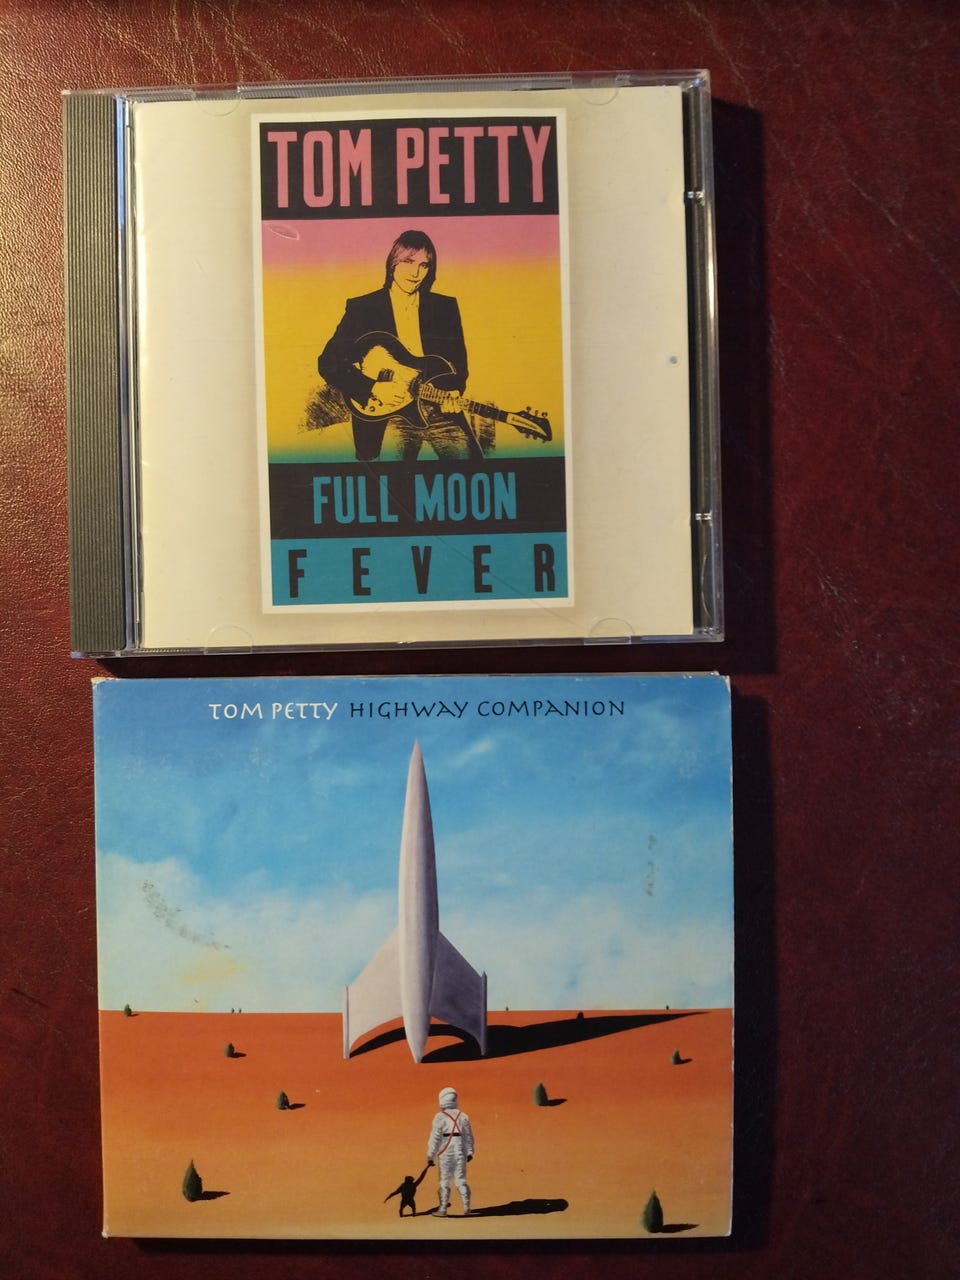 TOM PETTY
FULL MOON
FEVER
TOM PETTY HIGHWAY COMPANION